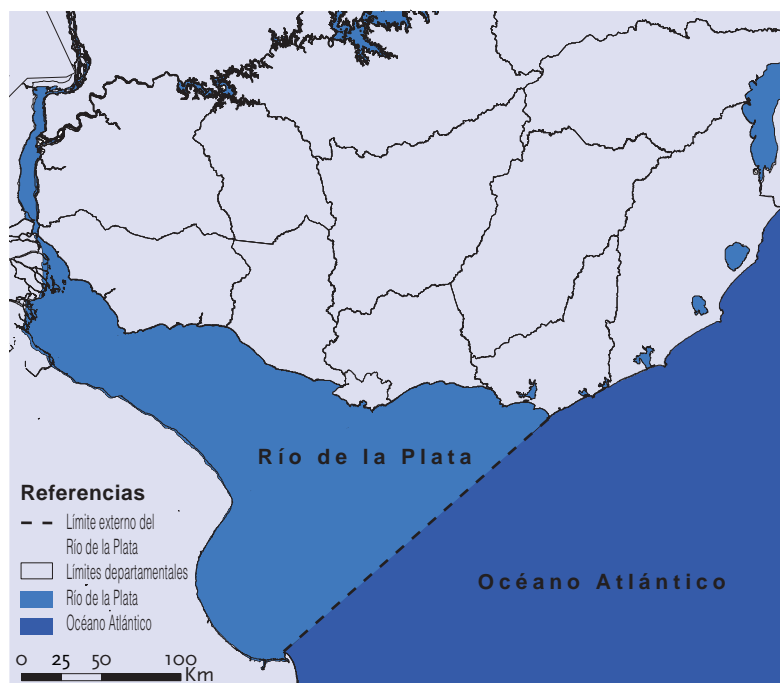 Río de la Plata
Océano Atlántico
Referencias
Límite externo del
Río de la Plata
Límites departamentales
Río de la Plata
Océano Atlántico
0 25 50 100
Km